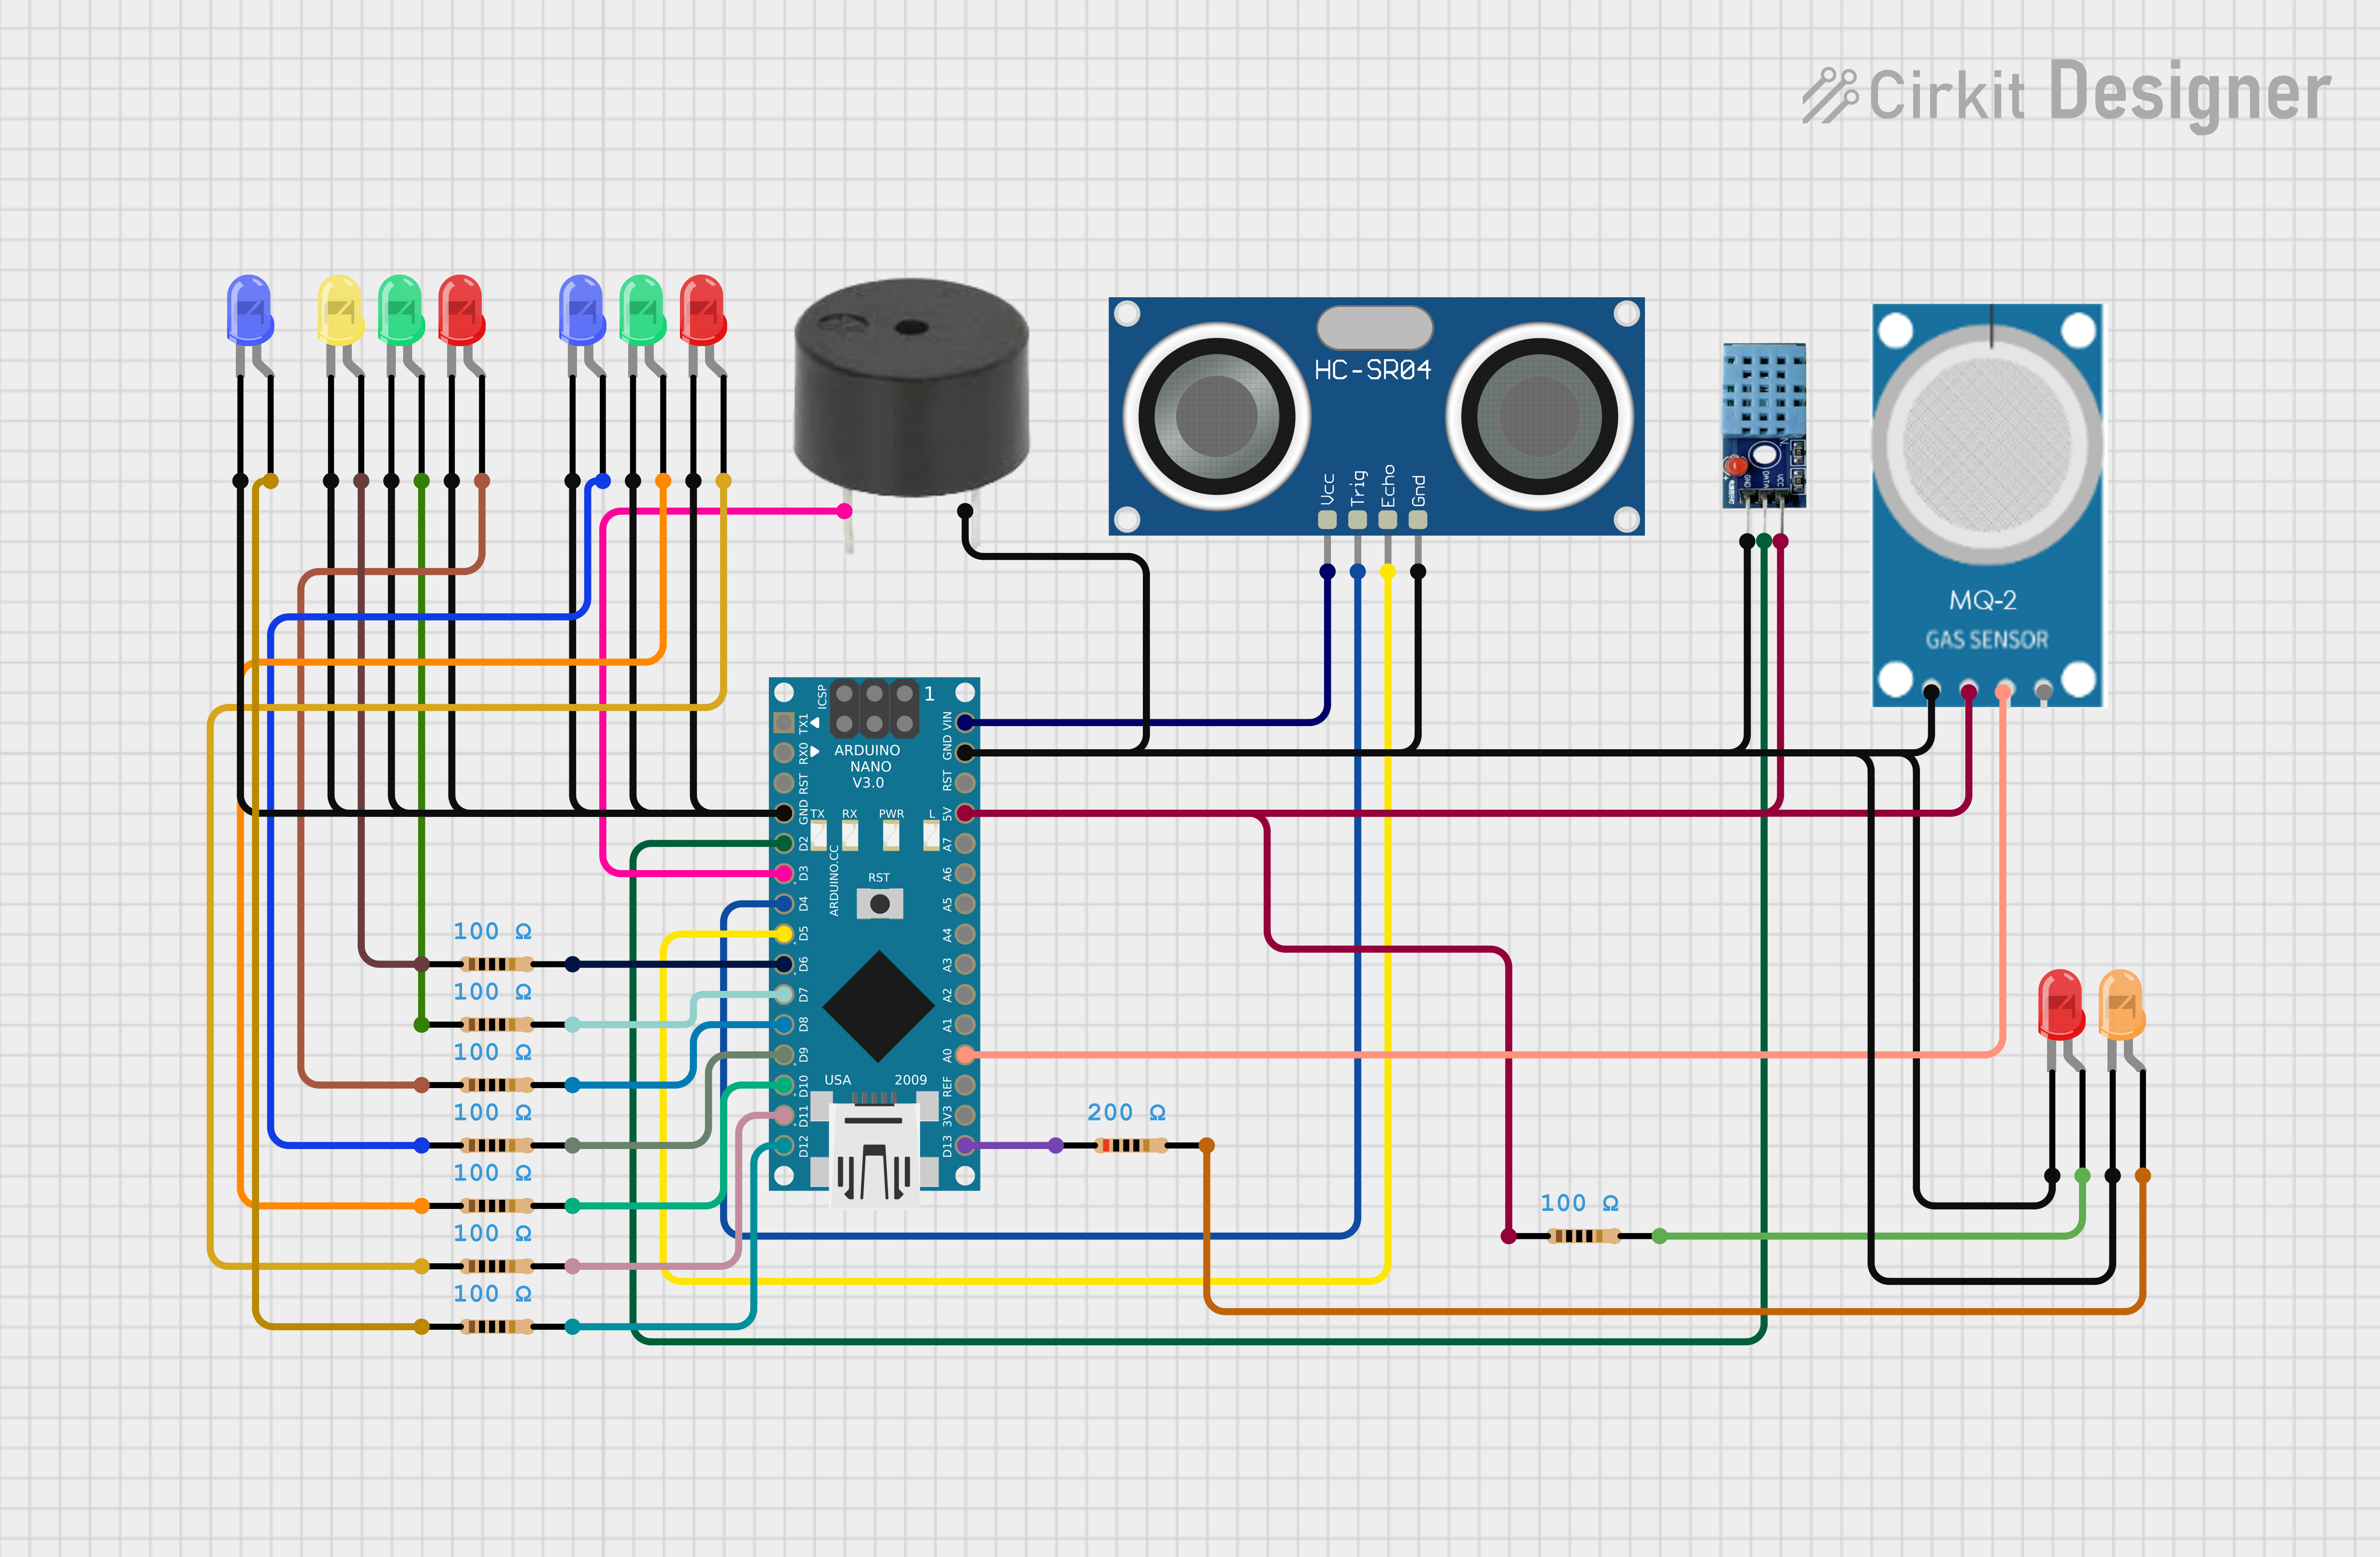 Cirkit Designer
HC-SR04
Vcc
Trig
Echo
Gnd
GND
DATA
VCC
MQ-2
GAS SENSOR
ICSP
1
ARDUINO
NANO
V3.0
TX1
RX0
RST
GND
D2
D3
D4
D5
D6
D7
D8
D9
D10
D11
D12
VIN
GND
RST
5V
A7
A6
A5
A4
A3
A2
A1
A0
REF
3V3
D13
TX RX PWR L
RST
ARDUINO.CC
USA 2009
100 Ω
100 Ω
100 Ω
100 Ω
100 Ω
100 Ω
100 Ω
200 Ω
100 Ω